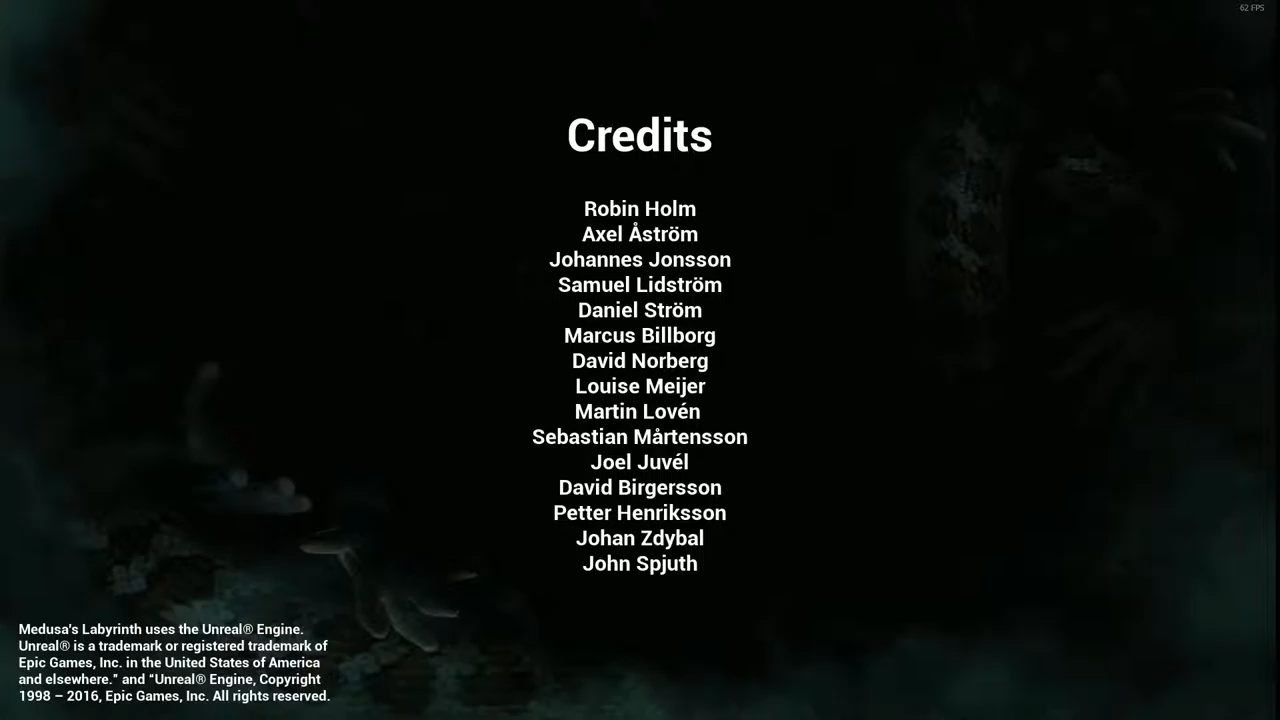 62 FPS
Credits
Robin Holm
Axel Åström
Johannes Jonsson
Samuel Lidström
Daniel Ström
Marcus Billborg
David Norberg
Louise Meijer
Martin Lovén
Sebastian Mårtensson
Joel Juvél
David Birgersson
Petter Henriksson
Johan Zdybal
John Spjuth
Medusa's Labyrinth uses the Unreal® Engine.
Unreal® is a trademark or registered trademark of
Epic Games, Inc. in the United States of America
and elsewhere.” and “Unreal® Engine, Copyright
1998 – 2016, Epic Games, Inc. All rights reserved.